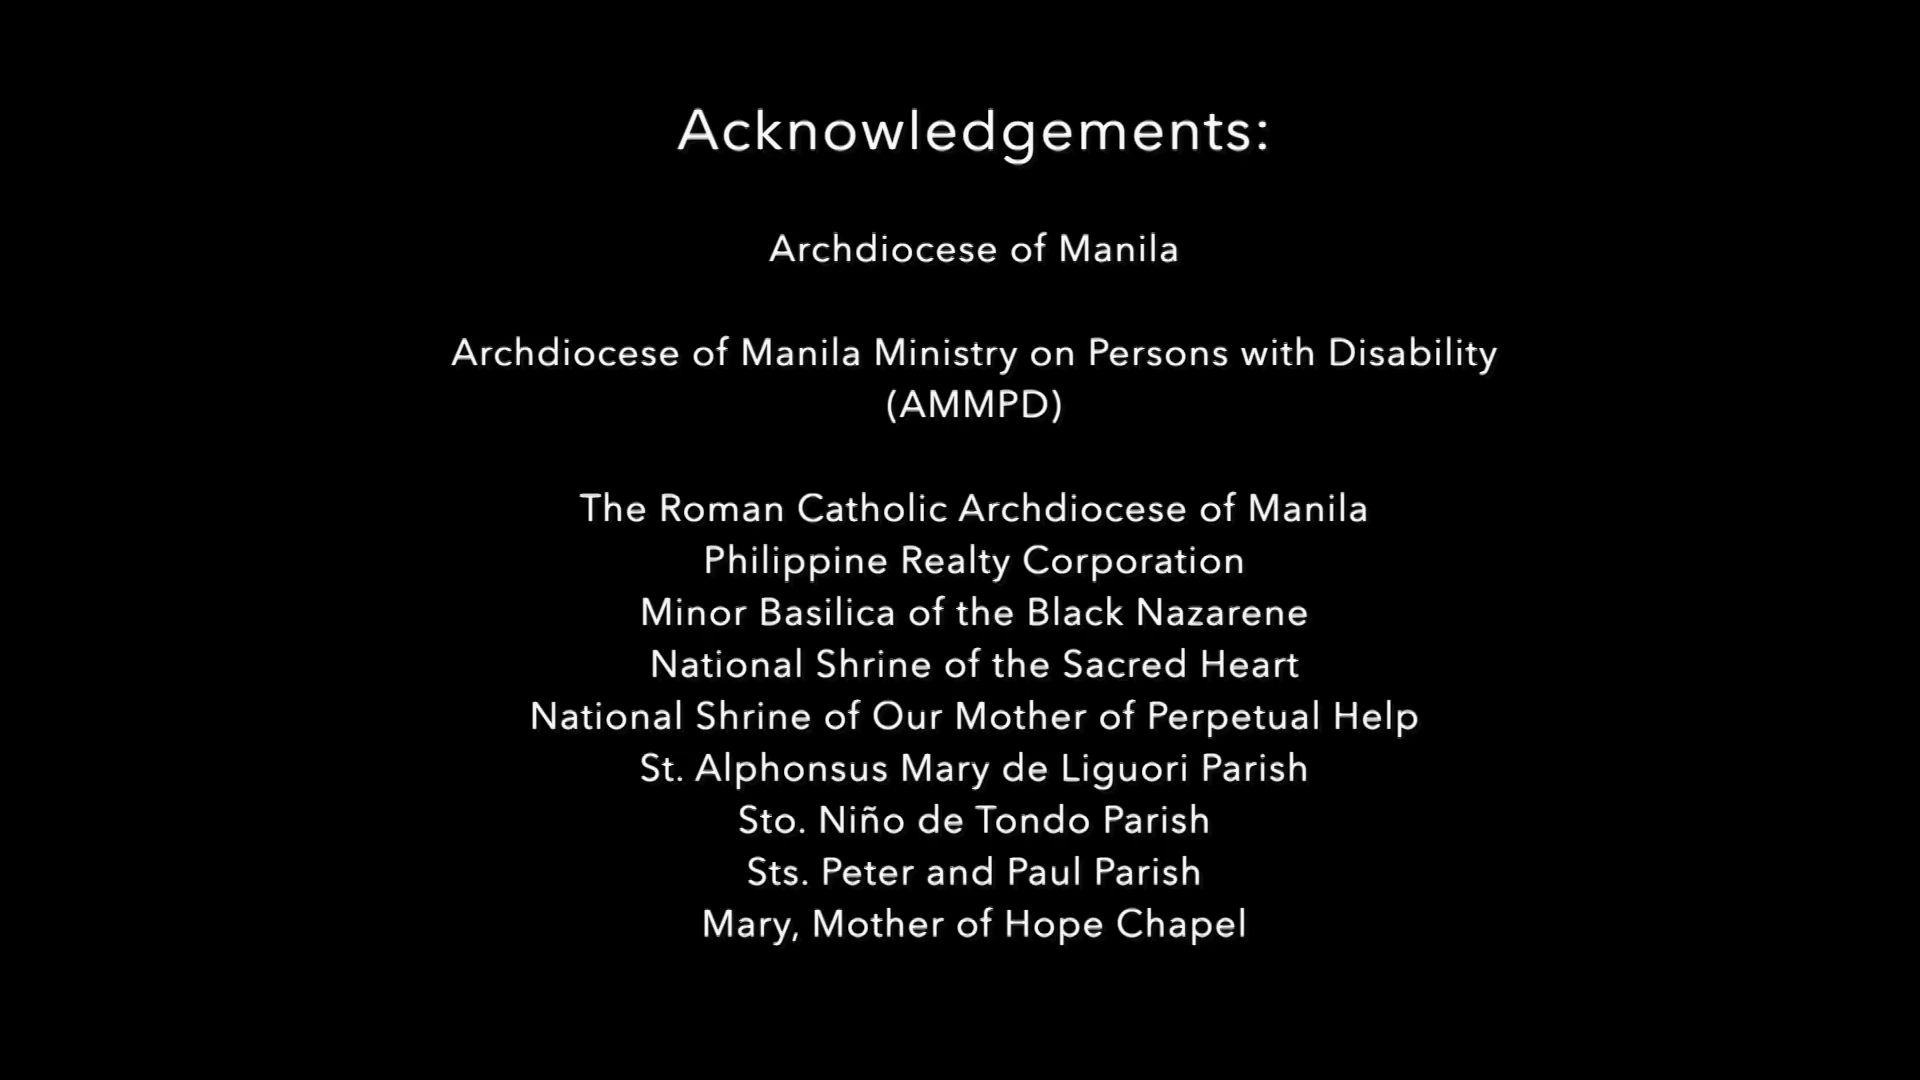 Acknowledgements:
Archdiocese of Manila
Archdiocese of Manila Ministry on Persons with Disability
(AMMPD)
The Roman Catholic Archdiocese of Manila
Philippine Realty Corporation
Minor Basilica of the Black Nazarene
National Shrine of the Sacred Heart
National Shrine of Our Mother of Perpetual Help
St. Alphonsus Mary de Liguori Parish
Sto. Niño de Tondo Parish
Sts. Peter and Paul Parish
Mary, Mother of Hope Chapel